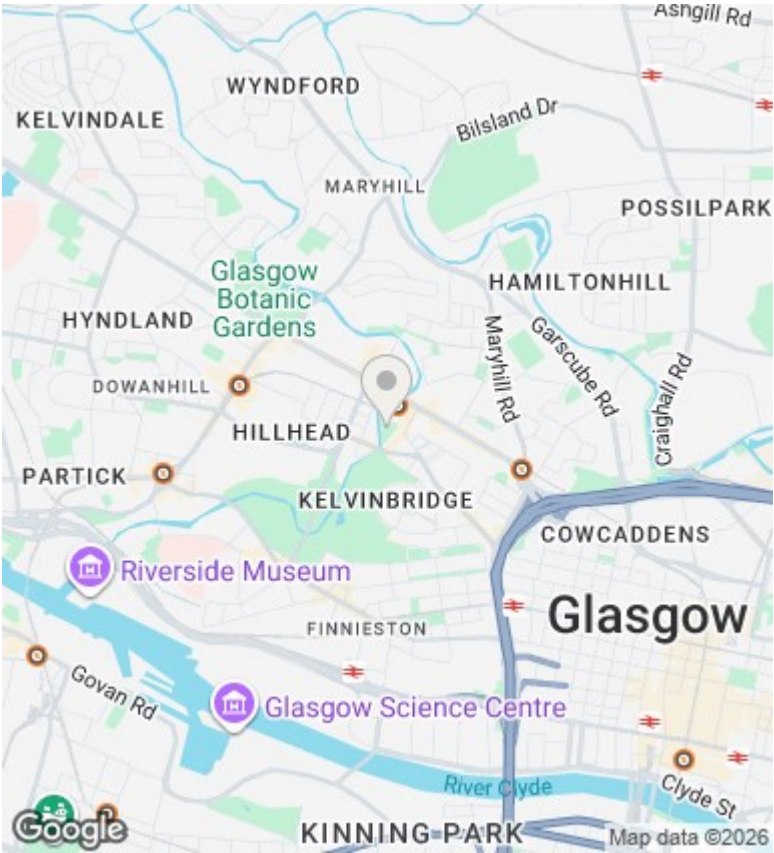 Ashgill Rd
WYNDFORD
KELVINDALE
Bilsland Dr
MARYHILL
POSSILPARK
Glasgow
Botanic
Gardens
HAMILTONHILL
HYNDLAND
Maryhill Rd
Garscube Rd
Craighall Rd
DOWANHILL
HILLHEAD
PARTICK
KELVINBRIDGE
COWCADDENS
Riverside Museum
Glasgow
FINNIESTON
Govan Rd
Glasgow Science Centre
River Clyde
Clyde St
Google
KINNING PARK
Map data ©2026